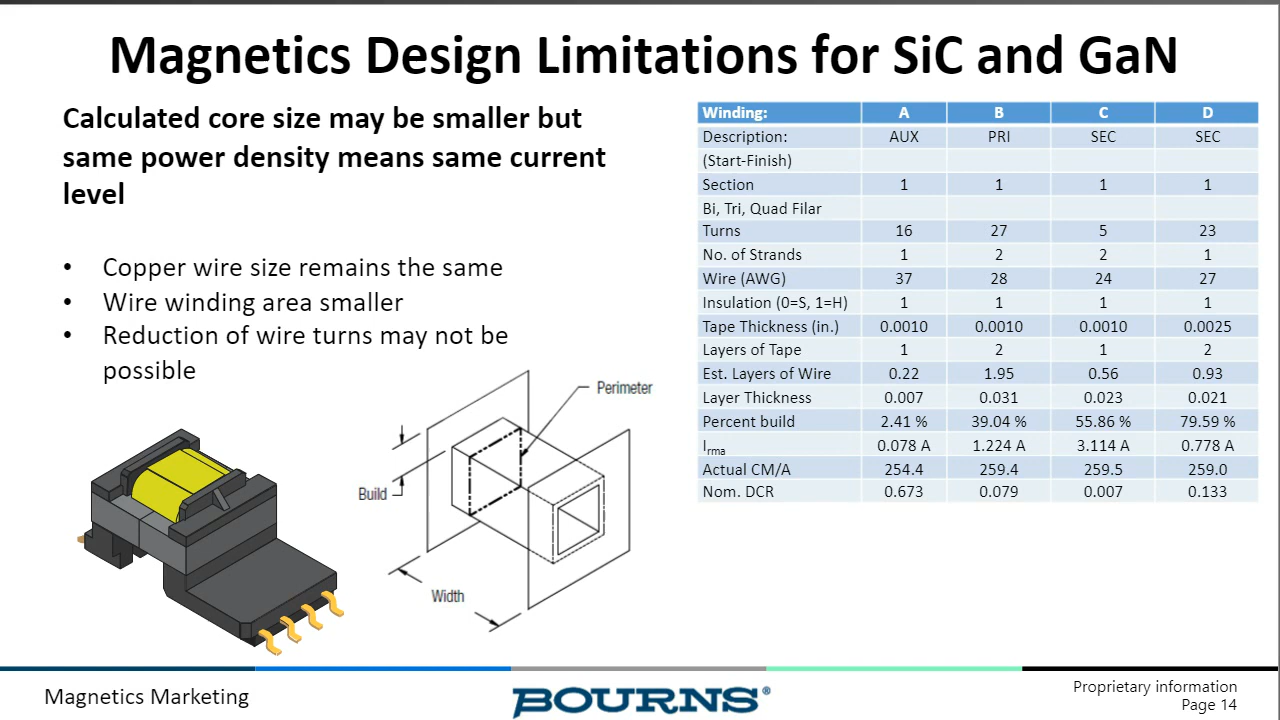 Magnetics Design Limitations for SiC and GaN
Calculated core size may be smaller but
same power density means same current
level
• Copper wire size remains the same
• Wire winding area smaller
• Reduction of wire turns may not be
possible
Perimeter
Build
Width
Winding: A B C D
Description: AUX PRI SEC SEC
(Start-Finish)
Section 1 1 1 1
Bi, Tri, Quad Filar
Turns 16 27 5 23
No. of Strands 1 2 2 1
Wire (AWG) 37 28 24 27
Insulation (0=S, 1=H) 1 1 1 1
Tape Thickness (in.) 0.0010 0.0010 0.0010 0.0025
Layers of Tape 1 2 1 2
Est. Layers of Wire 0.22 1.95 0.56 0.93
Layer Thickness 0.007 0.031 0.023 0.021
Percent build 2.41 % 39.04 % 55.86 % 79.59 %
Irma 0.078 A 1.224 A 3.114 A 0.778 A
Actual CM/A 254.4 259.4 259.5 259.0
Nom. DCR 0.673 0.079 0.007 0.133
Magnetics Marketing
BOURNS®
Proprietary information
Page 14